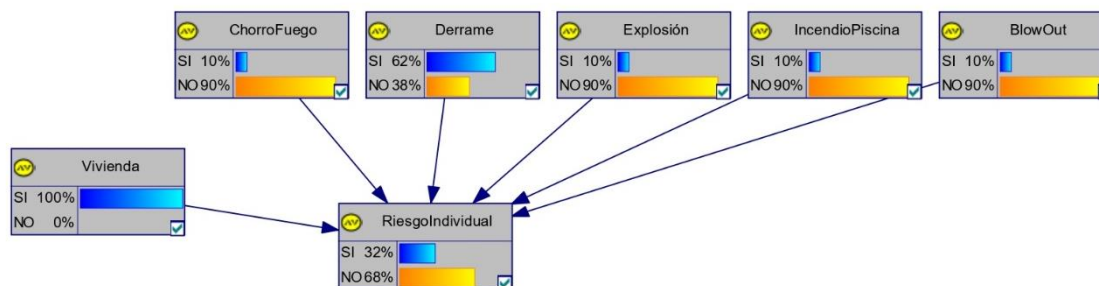 ChorroFuego
SI 10%
NO 90%
Derrame
SI 62%
NO 38%
Explosión
SI 10%
NO 90%
IncendioPiscina
SI 10%
NO 90%
BlowOut
SI 10%
NO 90%
Vivienda
SI 100%
NO 0%
RiesgoIndividual
SI 32%
NO 68%